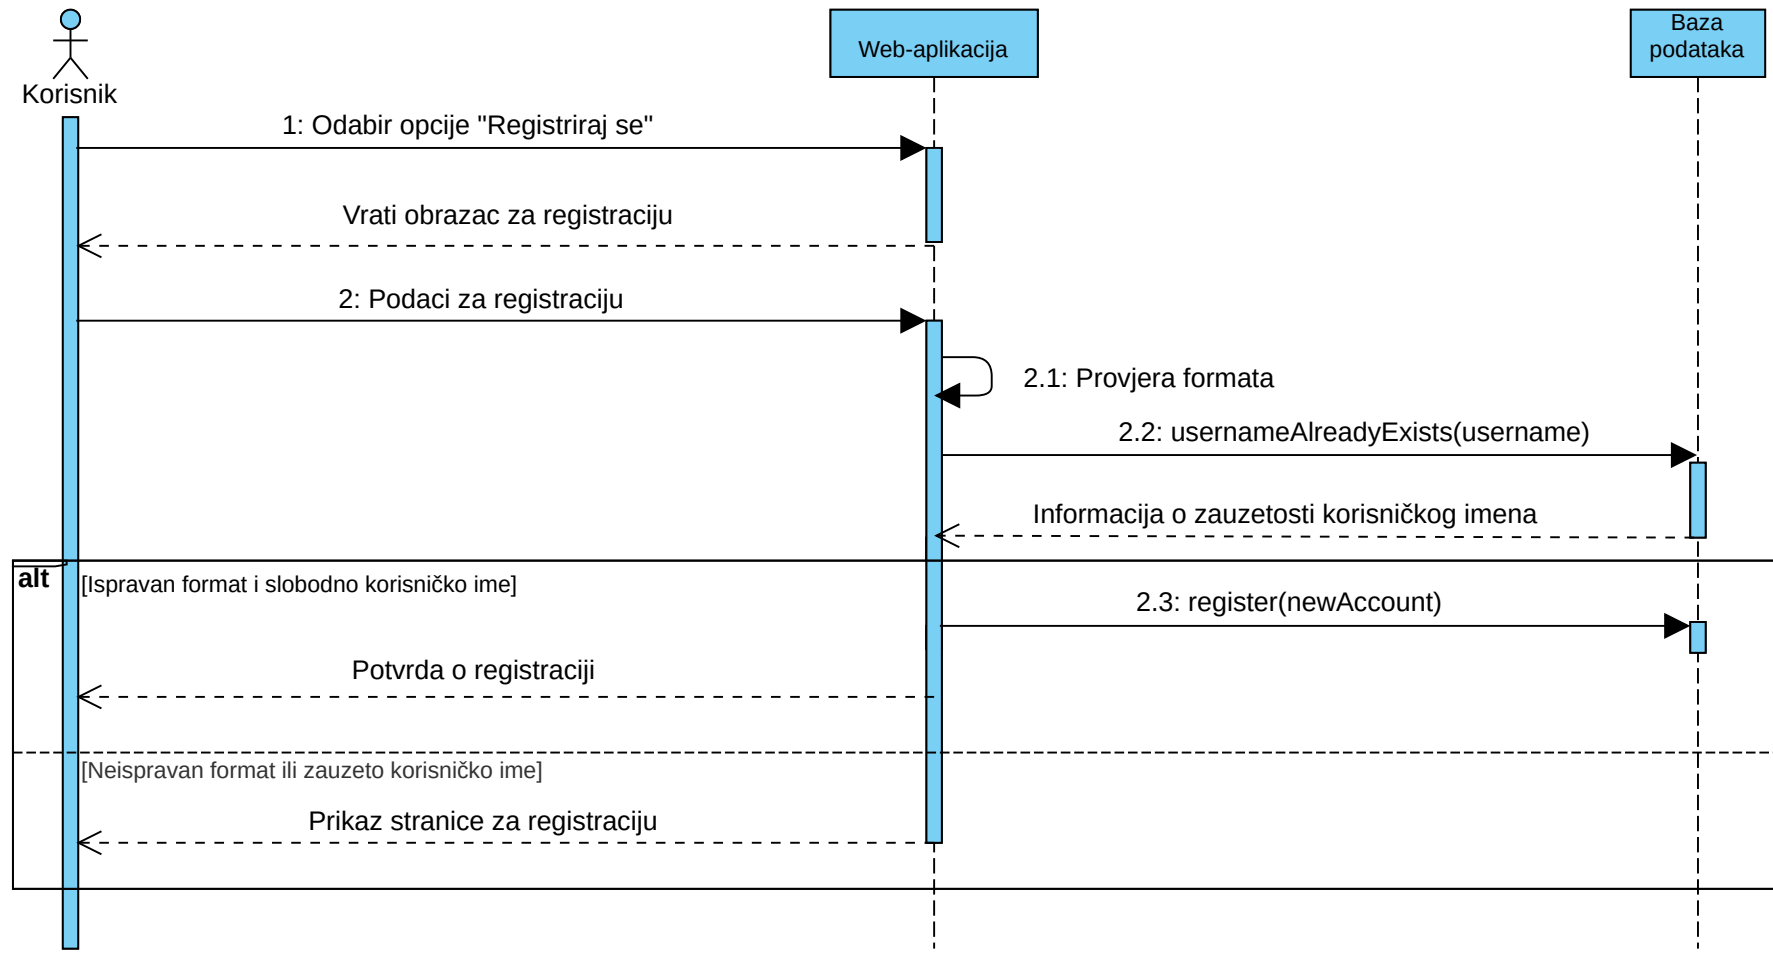 Korisnik
Web-aplikacija
Baza
podataka
1: Odabir opcije "Registriraj se"
Vrati obrazac za registraciju
2: Podaci za registraciju
2.1: Provjera formata
2.2: usernameAlreadyExists(username)
Informacija o zauzetosti korisničkog imena
alt
[Ispravan format i slobodno korisničko ime]
2.3: register(newAccount)
Potvrda o registraciji
[Neispravan format ili zauzeto korisničko ime]
Prikaz stranice za registraciju